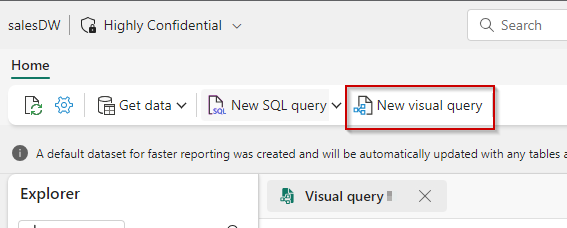 salesDW Highly Confidential Search
Home
Get data New SQL query New visual query
A default dataset for faster reporting was created and will be automatically updated with any tables
Explorer Visual query